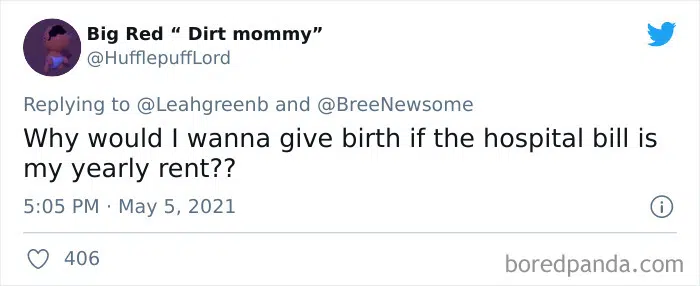 Big Red “ Dirt mommy”
@HufflepuffLord
Replying to @Leahgreenb and @BreeNewsome
Why would I wanna give birth if the hospital bill is
my yearly rent??
5:05 PM · May 5, 2021
406
boredpanda.com